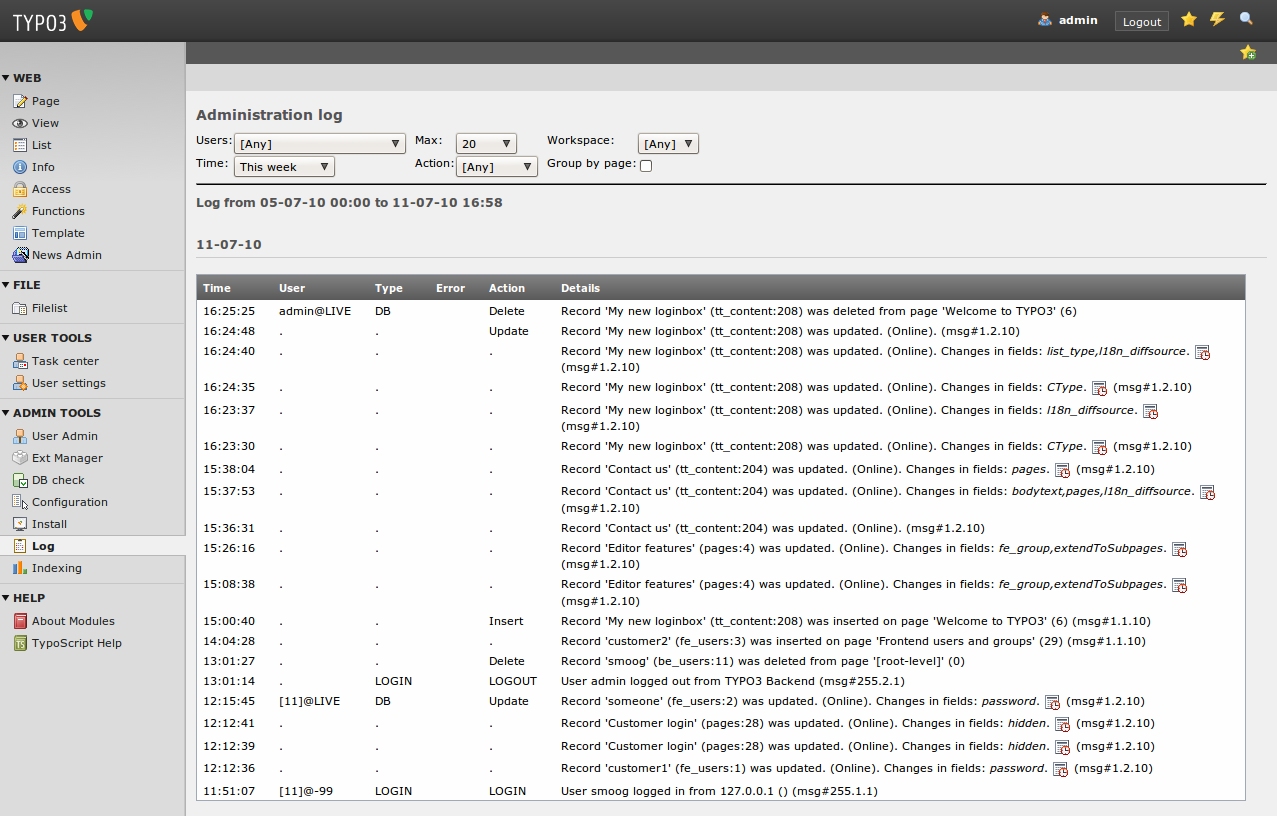 TYPO3
admin Logout
WEB
Page
View
List
Info
Access
Functions
Template
News Admin
FILE
Filelist
USER TOOLS
Task center
User settings
ADMIN TOOLS
User Admin
Ext Manager
DB check
Configuration
Install
Log
Indexing
HELP
About Modules
TypoScript Help
Administration log
Users: [Any] Max: 20 Workspace: [Any]
Time: This week Action: [Any] Group by page:
Log from 05-07-10 00:00 to 11-07-10 16:58
11-07-10
Time User Type Error Action Details
16:25:25 admin@LIVE DB Delete Record 'My new loginbox' (tt_content:208) was deleted from page 'Welcome to TYPO3' (6)
16:24:48 . . Update Record 'My new loginbox' (tt_content:208) was updated. (Online). (msg#1.2.10)
16:24:40 . . . Record 'My new loginbox' (tt_content:208) was updated. (Online). Changes in fields: list_type,l18n_diffsource.
(msg#1.2.10)
16:24:35 . . . Record 'My new loginbox' (tt_content:208) was updated. (Online). Changes in fields: CType. (msg#1.2.10)
16:23:37 . . . Record 'My new loginbox' (tt_content:208) was updated. (Online). Changes in fields: l18n_diffsource.
(msg#1.2.10)
16:23:30 . . . Record 'My new loginbox' (tt_content:208) was updated. (Online). Changes in fields: CType. (msg#1.2.10)
15:38:04 . . . Record 'Contact us' (tt_content:204) was updated. (Online). Changes in fields: pages. (msg#1.2.10)
15:37:53 . . . Record 'Contact us' (tt_content:204) was updated. (Online). Changes in fields: bodytext,pages,l18n_diffsource.
(msg#1.2.10)
15:36:31 . . . Record 'Contact us' (tt_content:204) was updated. (Online). (msg#1.2.10)
15:26:16 . . . Record 'Editor features' (pages:4) was updated. (Online). Changes in fields: fe_group,extendToSubpages.
(msg#1.2.10)
15:08:38 . . . Record 'Editor features' (pages:4) was updated. (Online). Changes in fields: fe_group,extendToSubpages.
(msg#1.2.10)
15:00:40 . . Insert Record 'My new loginbox' (tt_content:208) was inserted on page 'Welcome to TYPO3' (6) (msg#1.1.10)
14:04:28 . . . Record 'customer2' (fe_users:3) was inserted on page 'Frontend users and groups' (29) (msg#1.1.10)
13:01:27 . . Delete Record 'smoog' (be_users:11) was deleted from page '[root-level]' (0)
13:01:14 . LOGIN LOGOUT User admin logged out from TYPO3 Backend (msg#255.2.1)
12:15:45 [11]@LIVE DB Update Record 'someone' (fe_users:2) was updated. (Online). Changes in fields: password. (msg#1.2.10)
12:12:41 . . . Record 'Customer login' (pages:28) was updated. (Online). Changes in fields: hidden. (msg#1.2.10)
12:12:39 . . . Record 'Customer login' (pages:28) was updated. (Online). Changes in fields: hidden. (msg#1.2.10)
12:12:36 . . . Record 'customer1' (fe_users:1) was updated. (Online). Changes in fields: password. (msg#1.2.10)
11:51:07 [11]@-99 LOGIN LOGIN User smoog logged in from 127.0.0.1 () (msg#255.1.1)